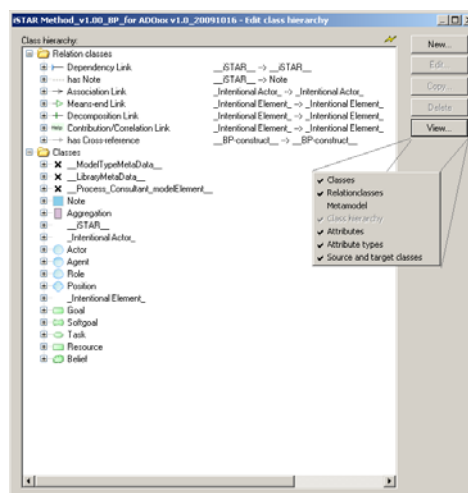 iSTAR Method_v1.00_BP_for ADOxx v1.0_20091016 - Edit class hierarchy
Class hierarchy:
Relation classes
Dependency Link __iSTAR__ -> __iSTAR__
has Note __iSTAR__ -> Note
Association Link _Intentional Actor_ -> _Intentional Actor_
Means-end Link _Intentional Element_ -> _Intentional Element_
Decomposition Link _Intentional Element_ -> _Intentional Element_
Contribution/Correlation Link _Intentional Element_ -> _Intentional Element_
has Cross-reference __BP-construct__ -> __BP-construct__
Classes
__ModelTypeMetaData__
__LibraryMetaData__
__Process_Consultant_modelElement__
Note
Aggregation
__iSTAR__
_Intentional Actor_
Actor
Agent
Role
Position
_Intentional Element_
Goal
Softgoal
Task
Resource
Belief
New...
Edit...
Copy...
Delete
View...
Classes
Relationclasses
Metamodel
Class hierarchy
Attributes
Attribute types
Source and target classes